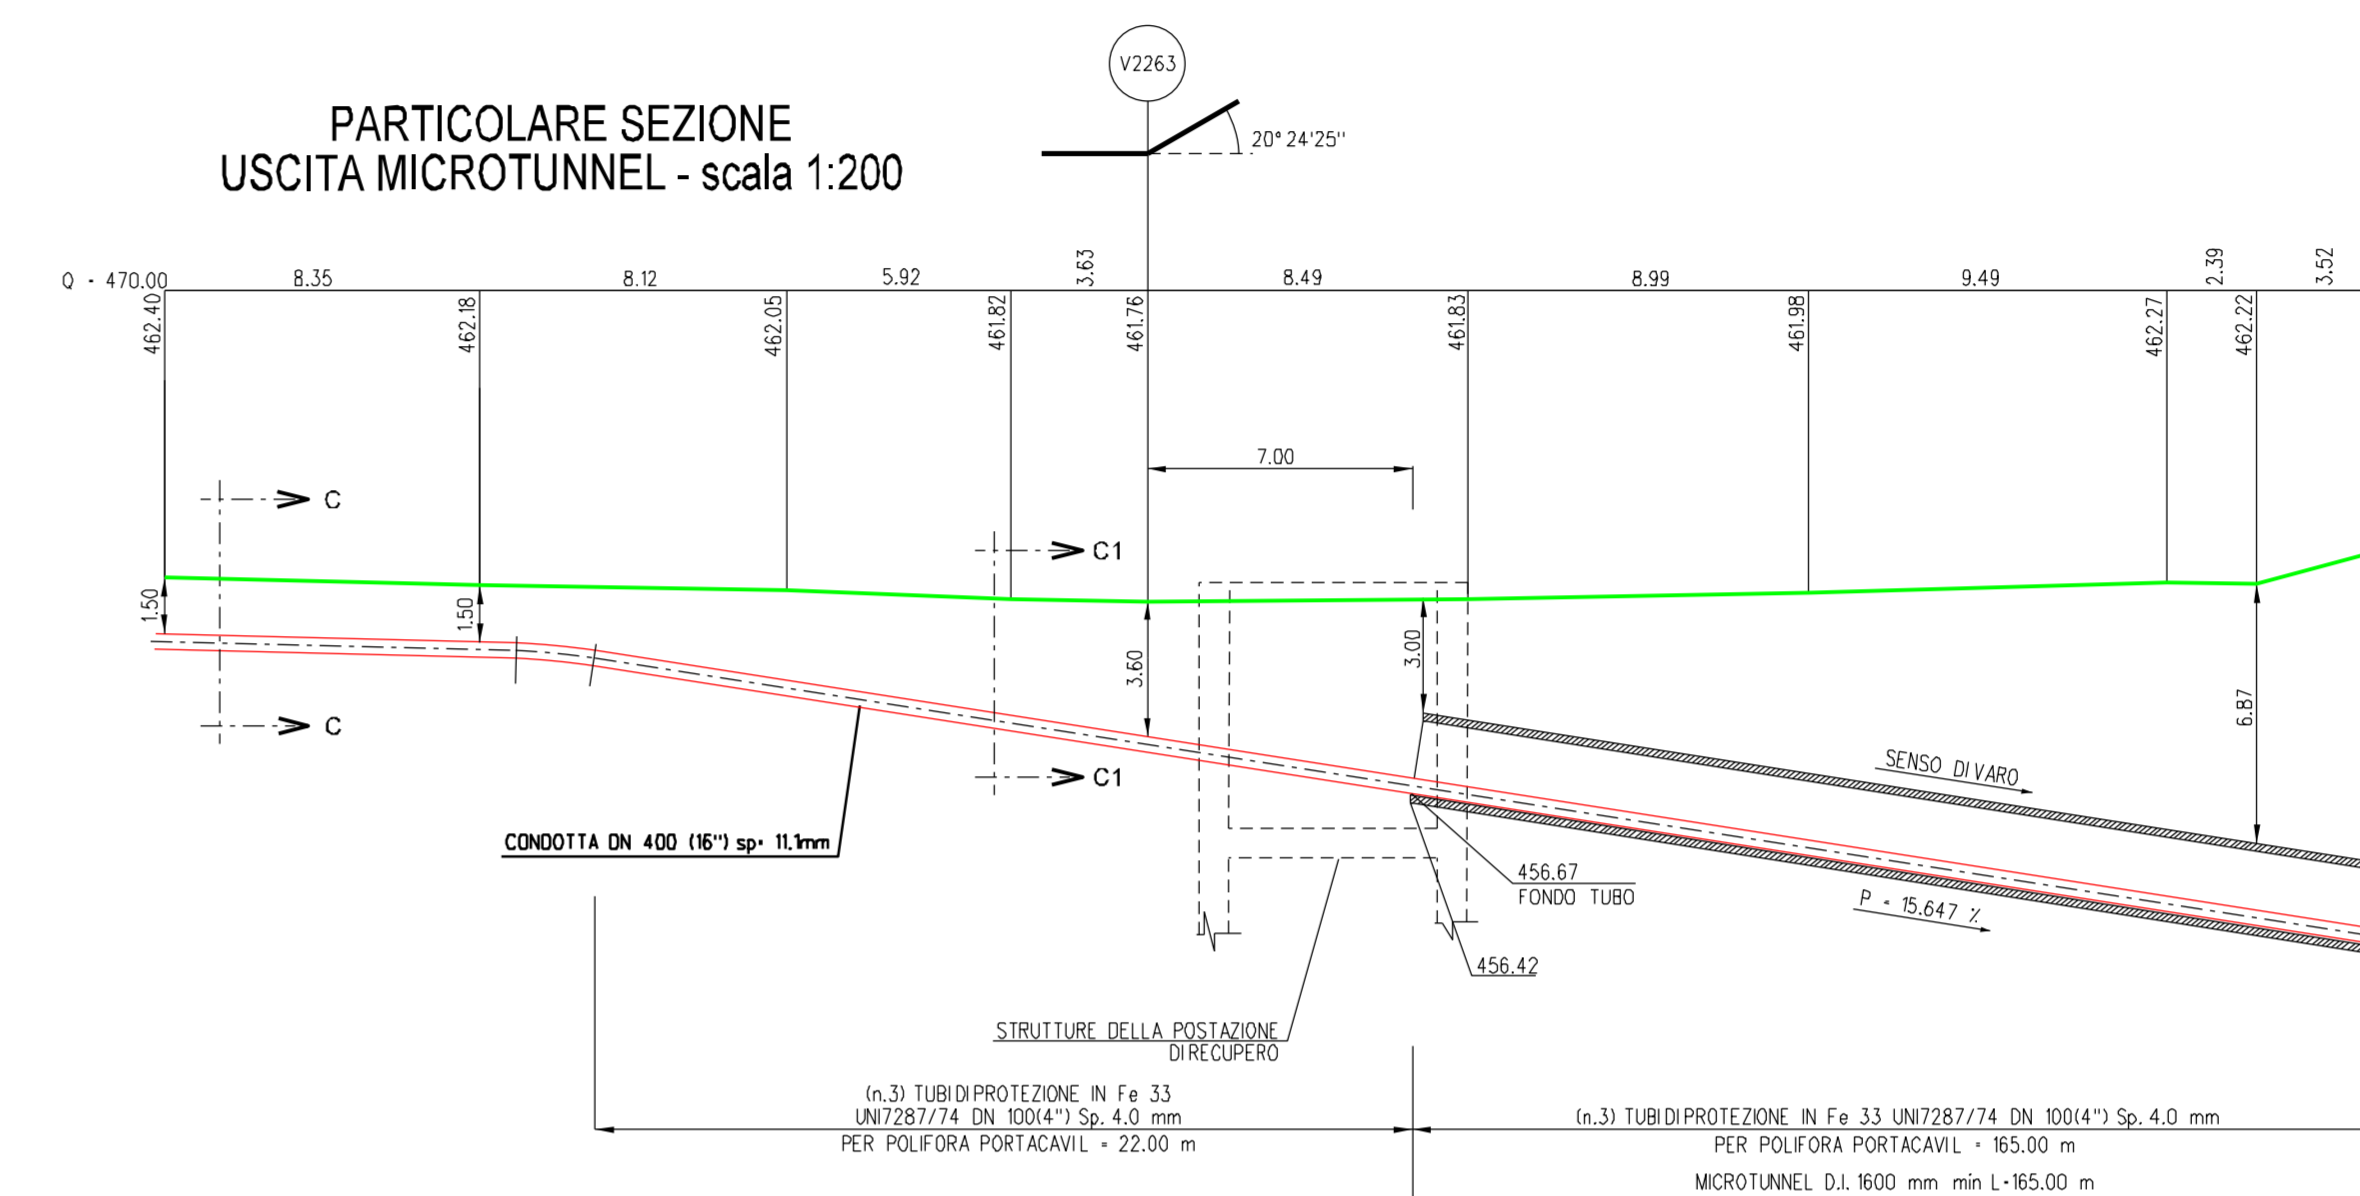 V2263
PARTICOLARE SEZIONE
USCITA MICROTUNNEL - scala 1:200
20° 24'25''
Q - 470.00
8.35
8.12
5.92
3.63
8.49
8.99
9.49
2.39
3.52
462.40
462.18
462.05
461.82
461.76
461.83
461.98
462.27
462.22
7.00
C
C1
1.50
1.50
3.60
3.00
6.87
C
C1
SENSO DI VARO
CONDOTTA DN 400 (16") sp. 11.1mm
456.67
FONDO TUBO
P = 15.647 %
456.42
STRUTTURE DELLA POSTAZIONE
DI RECUPERO
(n.3) TUBI DI PROTEZIONE IN Fe 33
UNI7287/74 DN 100(4") Sp. 4.0 mm
PER POLIFORA PORTACAVI L = 22.00 m
(n.3) TUBI DI PROTEZIONE IN Fe 33 UNI7287/74 DN 100(4") Sp. 4.0 mm
PER POLIFORA PORTACAVI L = 165.00 m
MICROTUNNEL D.I. 1600 mm min L=165.00 m